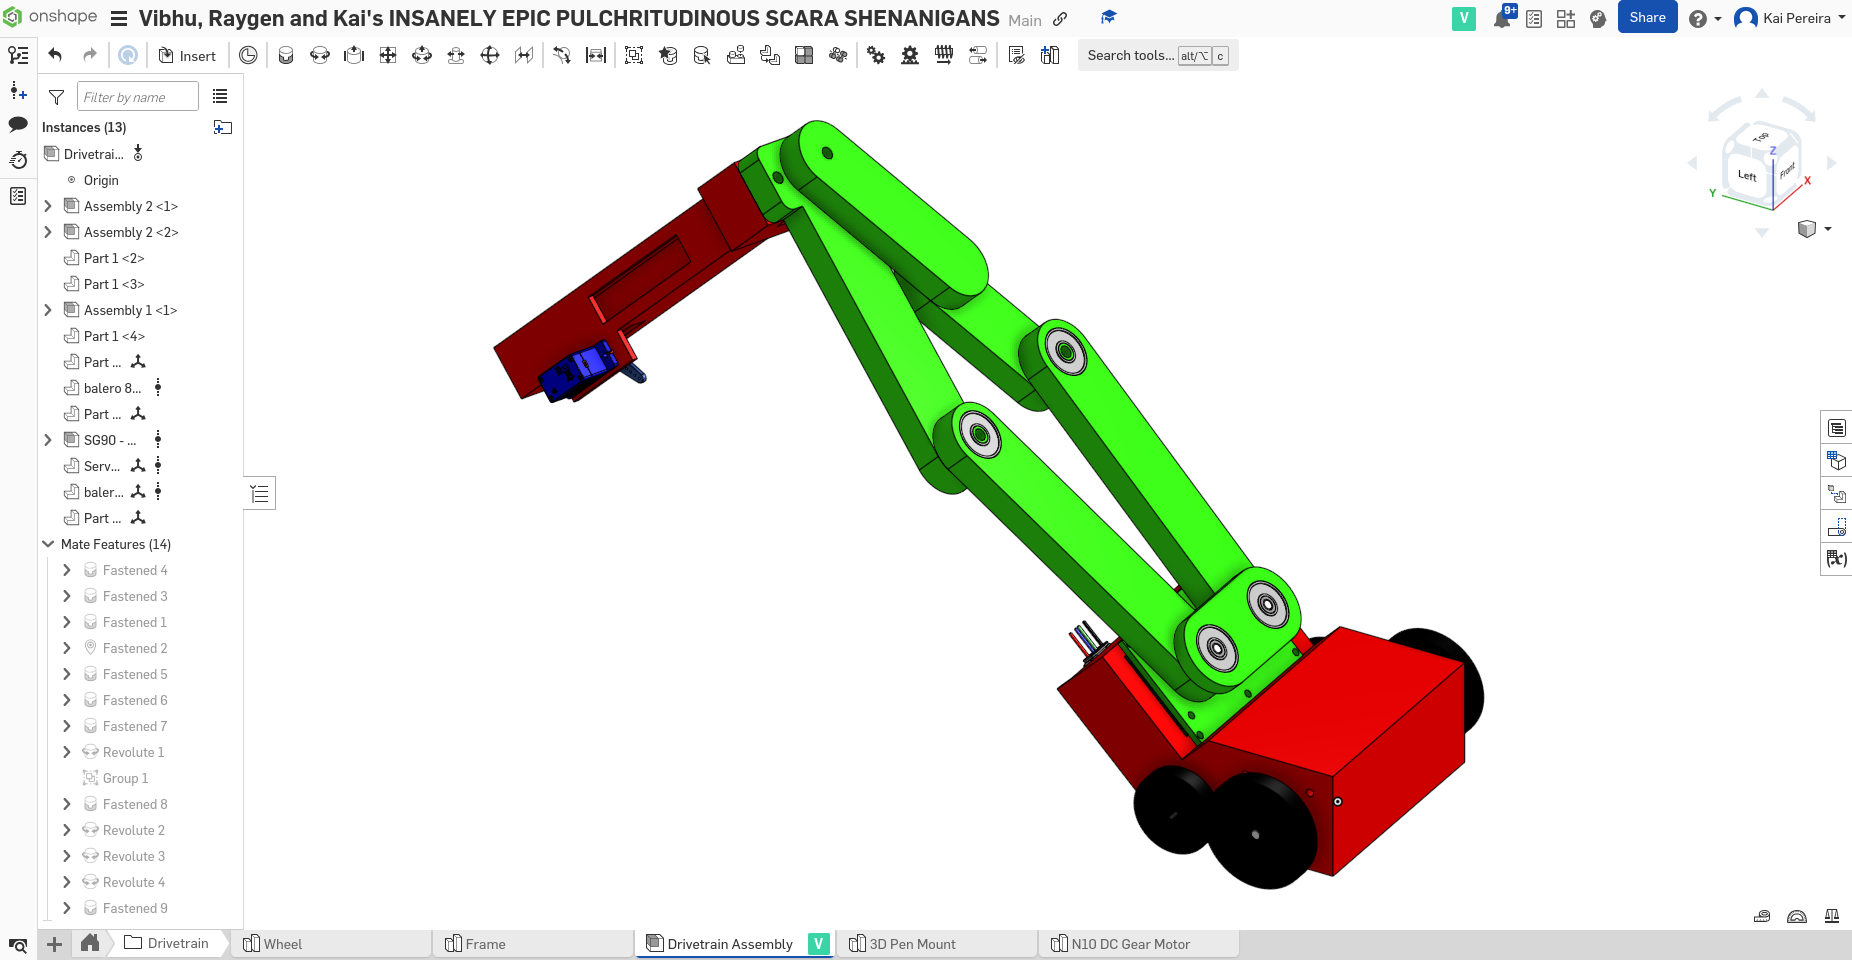 onshape
Vibhu, Raygen and Kai's INSANELY EPIC PULCHRITUDINOUS SCARA SHENANIGANS
Main
V
9+
Share
Kai Pereira
Insert
Search tools... alt/⌥ c
Filter by name
Instances (13)
Drivetrai...
Origin
Assembly 2 <1>
Assembly 2 <2>
Part 1 <2>
Part 1 <3>
Assembly 1 <1>
Part 1 <4>
Part ...
balero 8...
Part ...
SG90 - ...
Serv...
baler...
Part ...
Mate Features (14)
Fastened 4
Fastened 3
Fastened 1
Fastened 2
Fastened 5
Fastened 6
Fastened 7
Revolute 1
Group 1
Fastened 8
Revolute 2
Revolute 3
Revolute 4
Fastened 9
Top
Left
Front
Z
X
Y
(x)
Drivetrain
Wheel
Frame
Drivetrain Assembly
V
3D Pen Mount
N10 DC Gear Motor